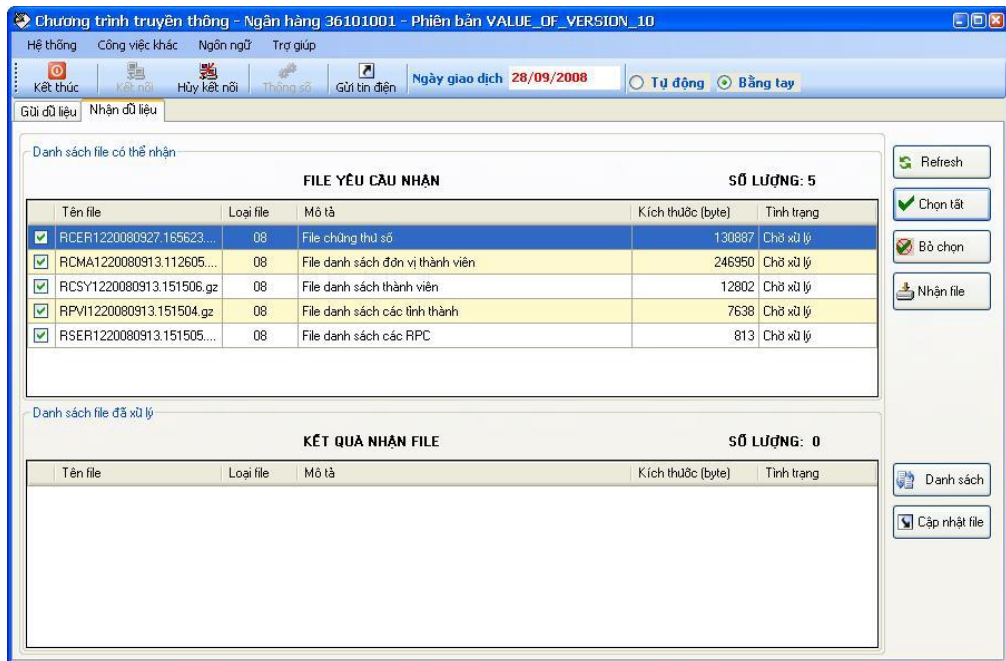 Chương trình truyền thông - Ngân hàng 36101001 - Phiên bản VALUE_OF_VERSION_10
Hệ thống Công việc khác Ngôn ngữ Trợ giúp
Kết thúc Kết nối Hủy kết nối Thông số Gửi tin điện Ngày giao dịch 28/09/2008 Tự động Bằng tay
Gửi dữ liệu Nhận dữ liệu
Danh sách file có thể nhận
FILE YÊU CẦU NHẬN SỐ LƯỢNG: 5
Tên file Loại file Mô tả Kích thước (byte) Tình trạng
RCER1220080927.165623.... 08 File chứng thư số 130887 Chờ xử lý
RCMA1220080913.112605.... 08 File danh sách đơn vị thành viên 246950 Chờ xử lý
RCSY1220080913.151506.gz 08 File danh sách thành viên 12802 Chờ xử lý
RPVI1220080913.151504.gz 08 File danh sách các tỉnh thành 7638 Chờ xử lý
RSER1220080913.151505.... 08 File danh sách các RPC 813 Chờ xử lý
Refresh
Chọn tất
Bỏ chọn
Nhận file
Danh sách file đã xử lý
KẾT QUẢ NHẬN FILE SỐ LƯỢNG: 0
Tên file Loại file Mô tả Kích thước (byte) Tình trạng
Danh sách
Cập nhật file